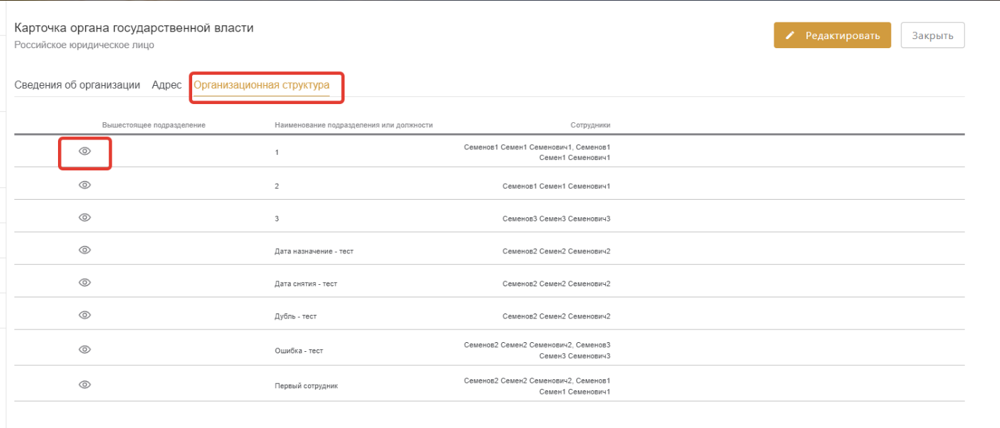 Карточка органа государственной власти
Российское юридическое лицо
Редактировать
Закрыть
Сведения об организации Адрес Организационная структура
Вышестоящее подразделение Наименование подразделения или должности Сотрудники
1 Семенов1 Семен1 Семенович1, Семенов1
Семен1 Семенович1
2 Семенов1 Семен1 Семенович1
3 Семенов3 Семен3 Семенович3
Дата назначение - тест Семенов2 Семен2 Семенович2
Дата снятия - тест Семенов2 Семен2 Семенович2
Дубль - тест Семенов2 Семен2 Семенович2
Ошибка - тест Семенов2 Семен2 Семенович2, Семенов3
Семен3 Семенович3
Первый сотрудник Семенов2 Семен2 Семенович2, Семенов1
Семен1 Семенович1